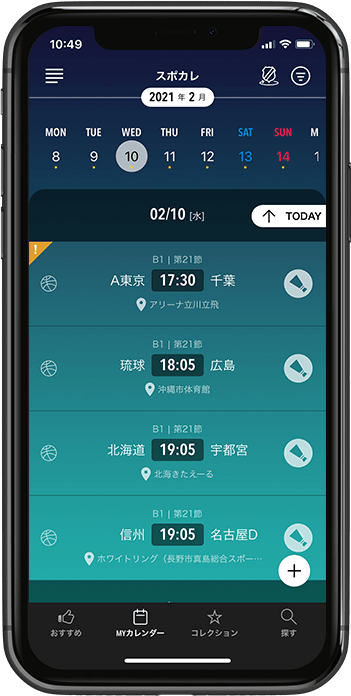 10:49
スポカレ
2021 年 2 月
MON TUE WED THU FRI SAT SUN M
8 9 10 11 12 13 14 1
02/10 [水] ↑ TODAY
!
B1 | 第21節
A東京 17:30 千葉
アリーナ立川立飛
B1 | 第21節
琉球 18:05 広島
沖縄市体育館
B1 | 第21節
北海道 19:05 宇都宮
北海きたえーる
B1 | 第21節
信州 19:05 名古屋D
ホワイトリング（長野市真島総合スポー…
+
おすすめ MYカレンダー コレクション 探す